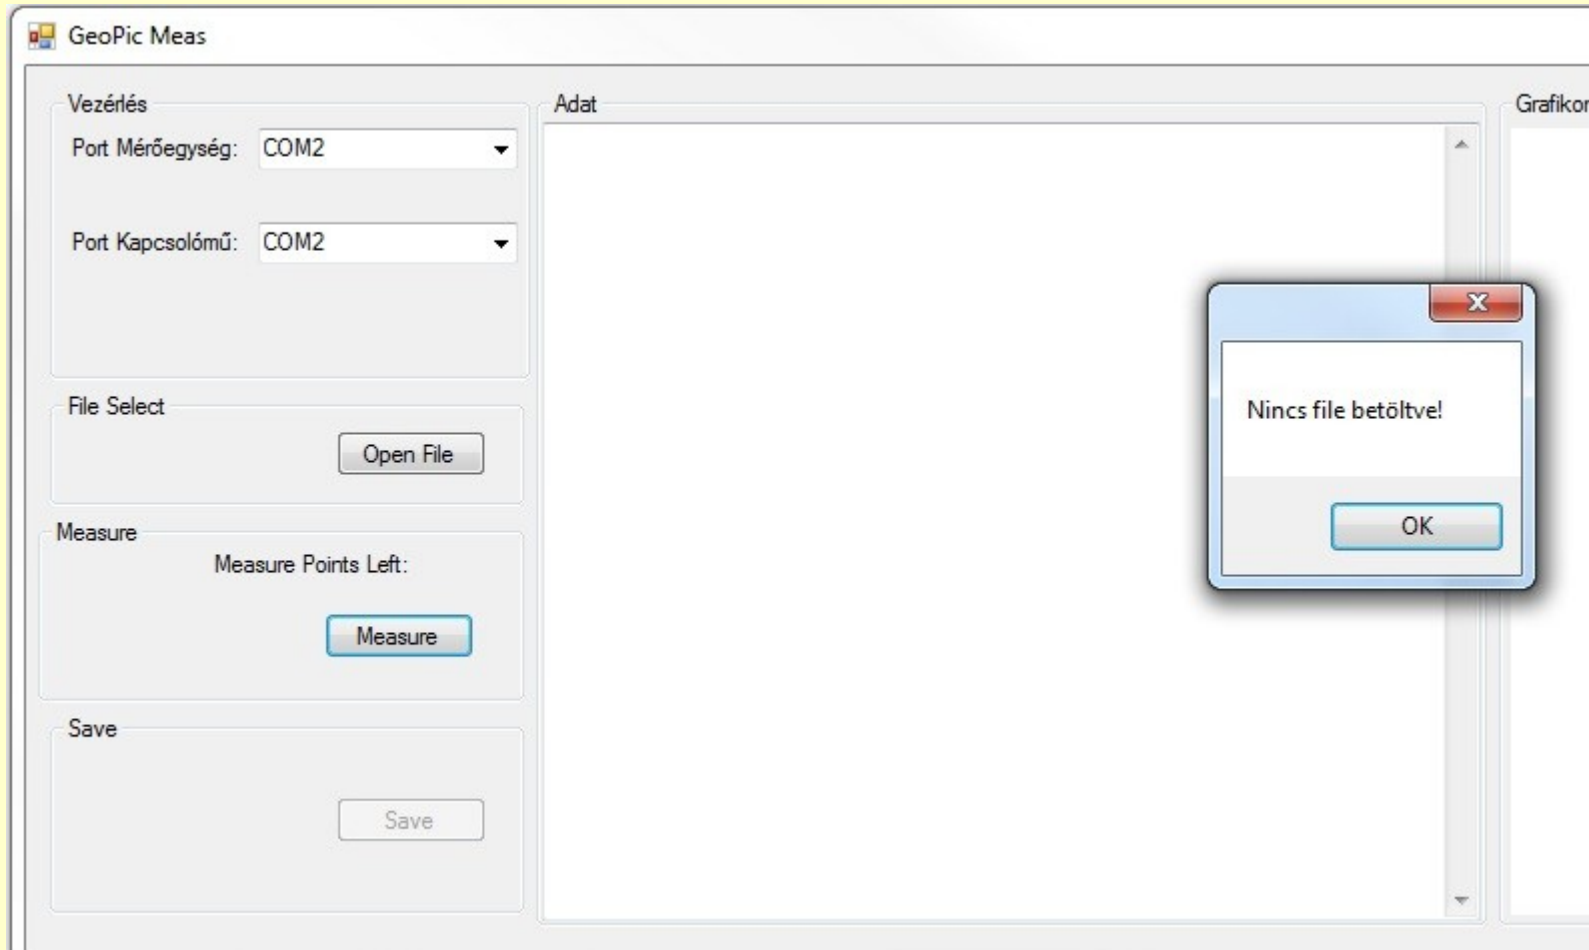 GeoPic Meas
Vezérlés
Port Mérőegység: COM2
Port Kapcsolómű: COM2
File Select
Open File
Measure
Measure Points Left:
Measure
Save
Save
Adat
Nincs file betöltve!
OK